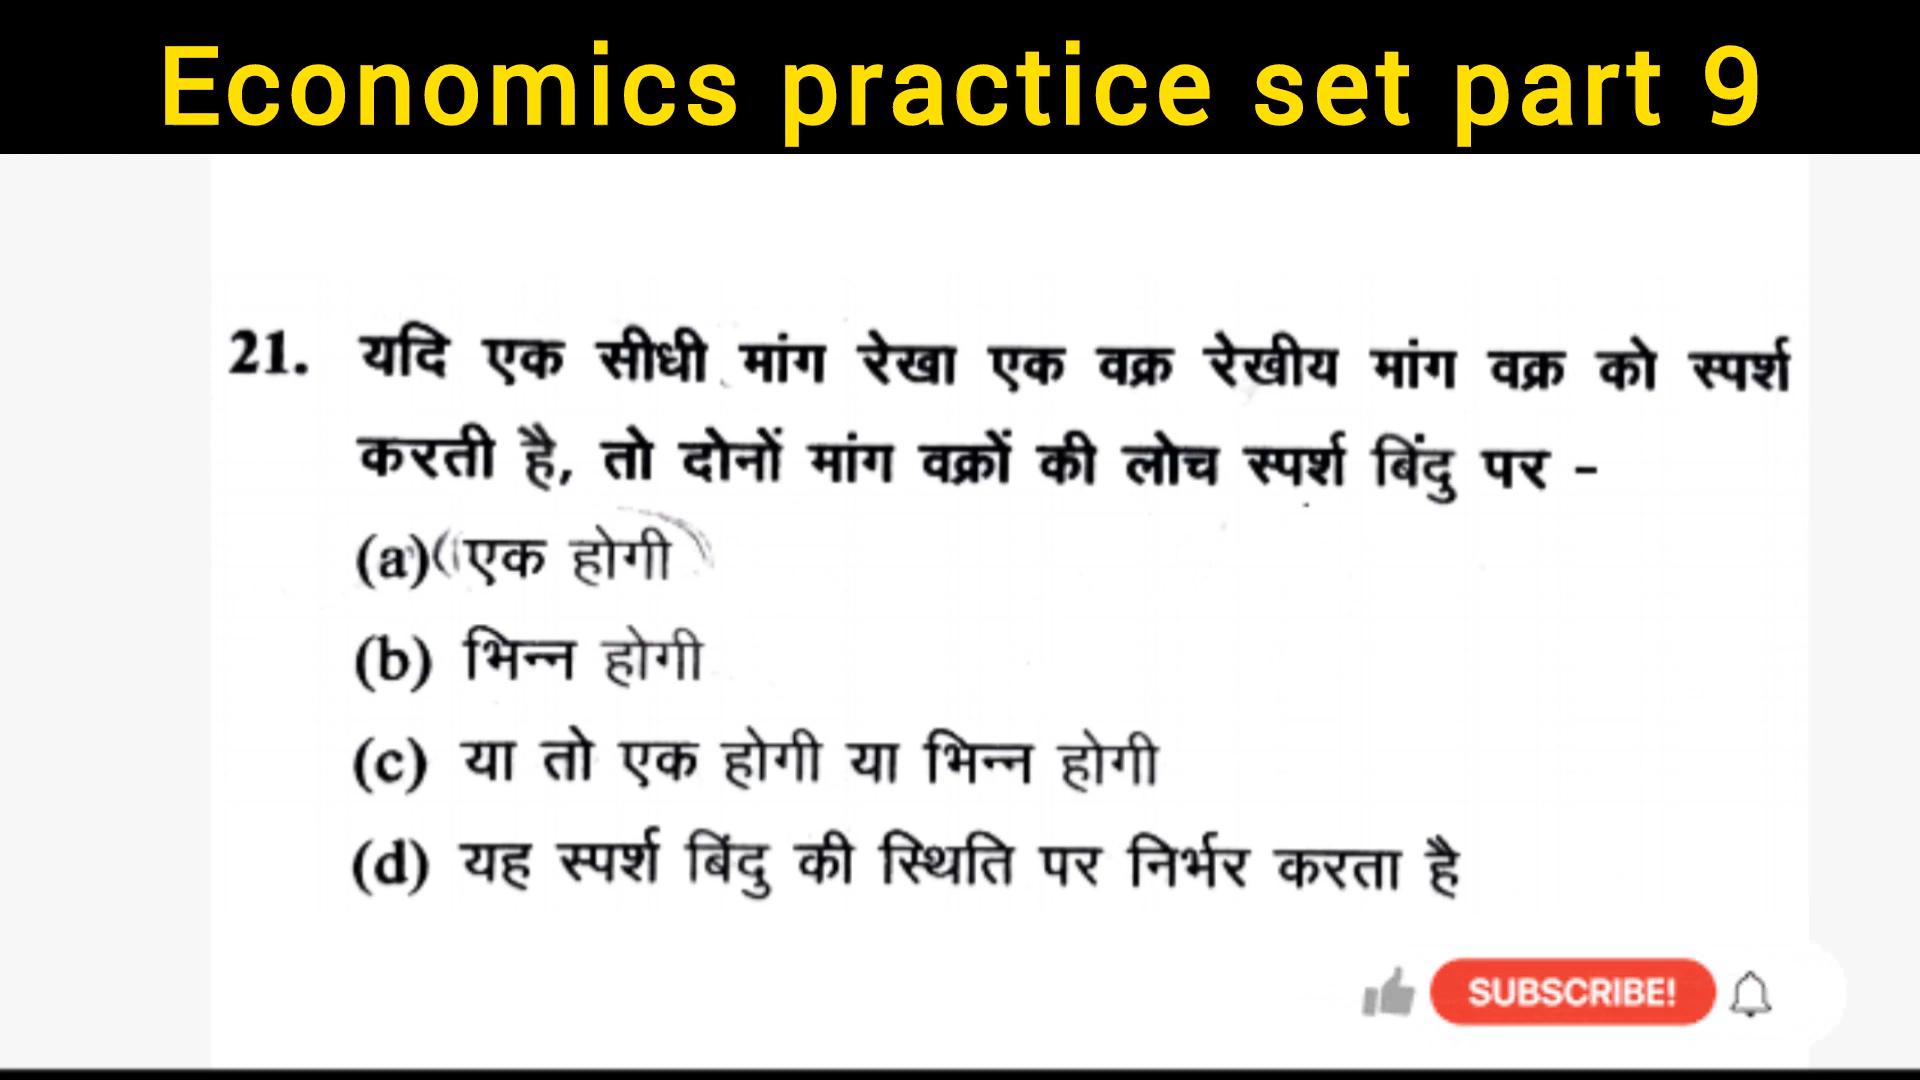 Economics practice set part 9
21. यदि एक सीधी मांग रेखा एक वक्र रेखीय मांग वक्र को स्पर्श
करती है, तो दोनों मांग वक्रों की लोच स्पर्श बिंदु पर -
(a) एक होगी
(b) भिन्न होगी
(c) या तो एक होगी या भिन्न होगी
(d) यह स्पर्श बिंदु की स्थिति पर निर्भर करता है
SUBSCRIBE!